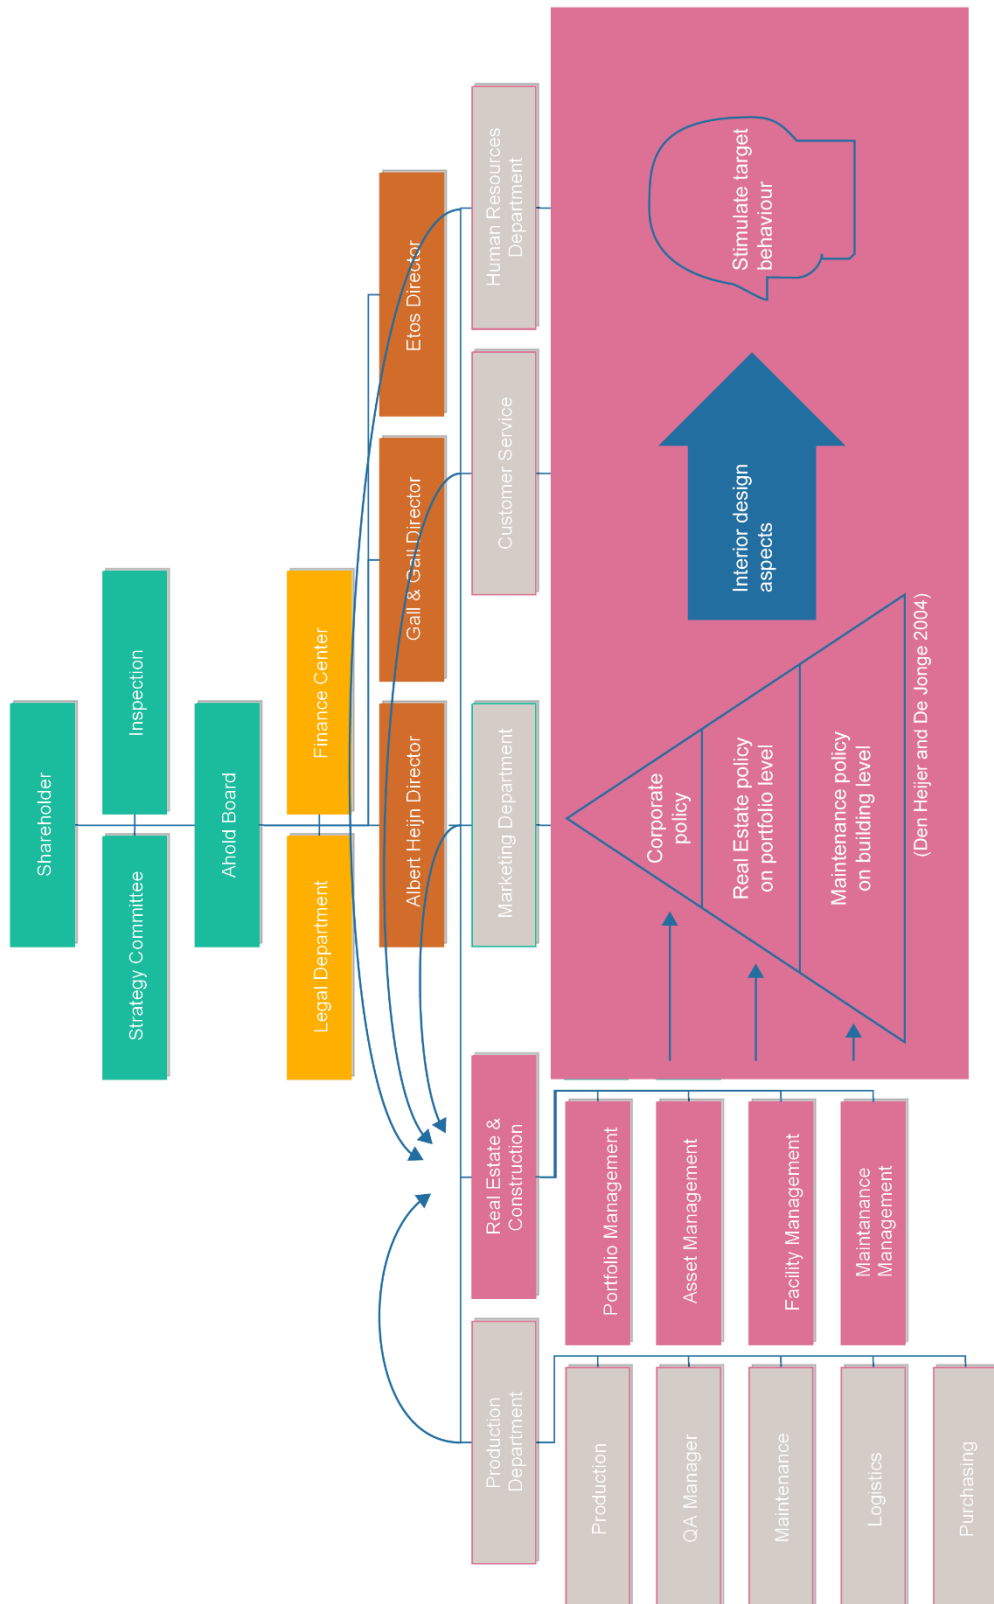 Shareholder
Strategy Committee
Inspection
Ahold Board
Legal Department
Finance Center
Albert Heijn Director
Gall & Gall Director
Etos Director
Production
Department
Real Estate &
Construction
Marketing Department
Customer Service
Human Resources
Department
Production
QA Manager
Maintenance
Logistics
Purchasing
Portfolio Management
Asset Management
Facility Management
Maintanance
Management
Corporate
policy
Real Estate policy
on portfolio level
Maintenance policy
on building level
(Den Heijer and De Jonge 2004)
Interior design
aspects
Stimulate target
behaviour